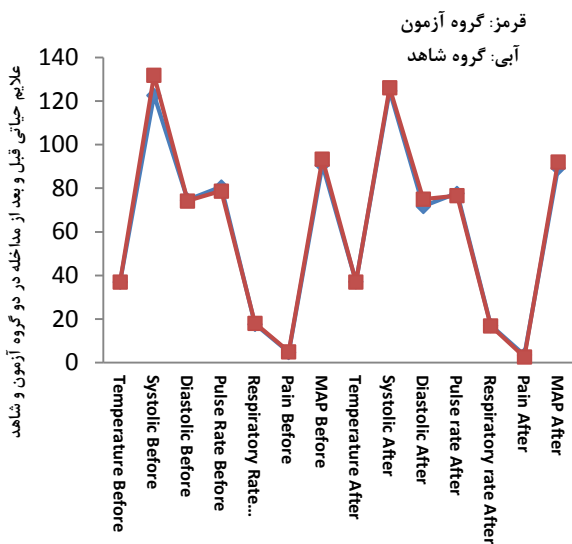 قرمز: گروه آزمون
آبی: گروه شاهد
علایم حیاتی قبل و بعد از مداخله در دو گروه آزمون و شاهد
140
120
100
80
60
40
20
0
Temperature Before
Systolic Before
Diastolic Before
Pulse Rate Before
Respiratory Rate...
Pain Before
MAP Before
Temperature After
Systolic After
Diastolic After
Pulse rate After
Respiratory rate After
Pain After
MAP After